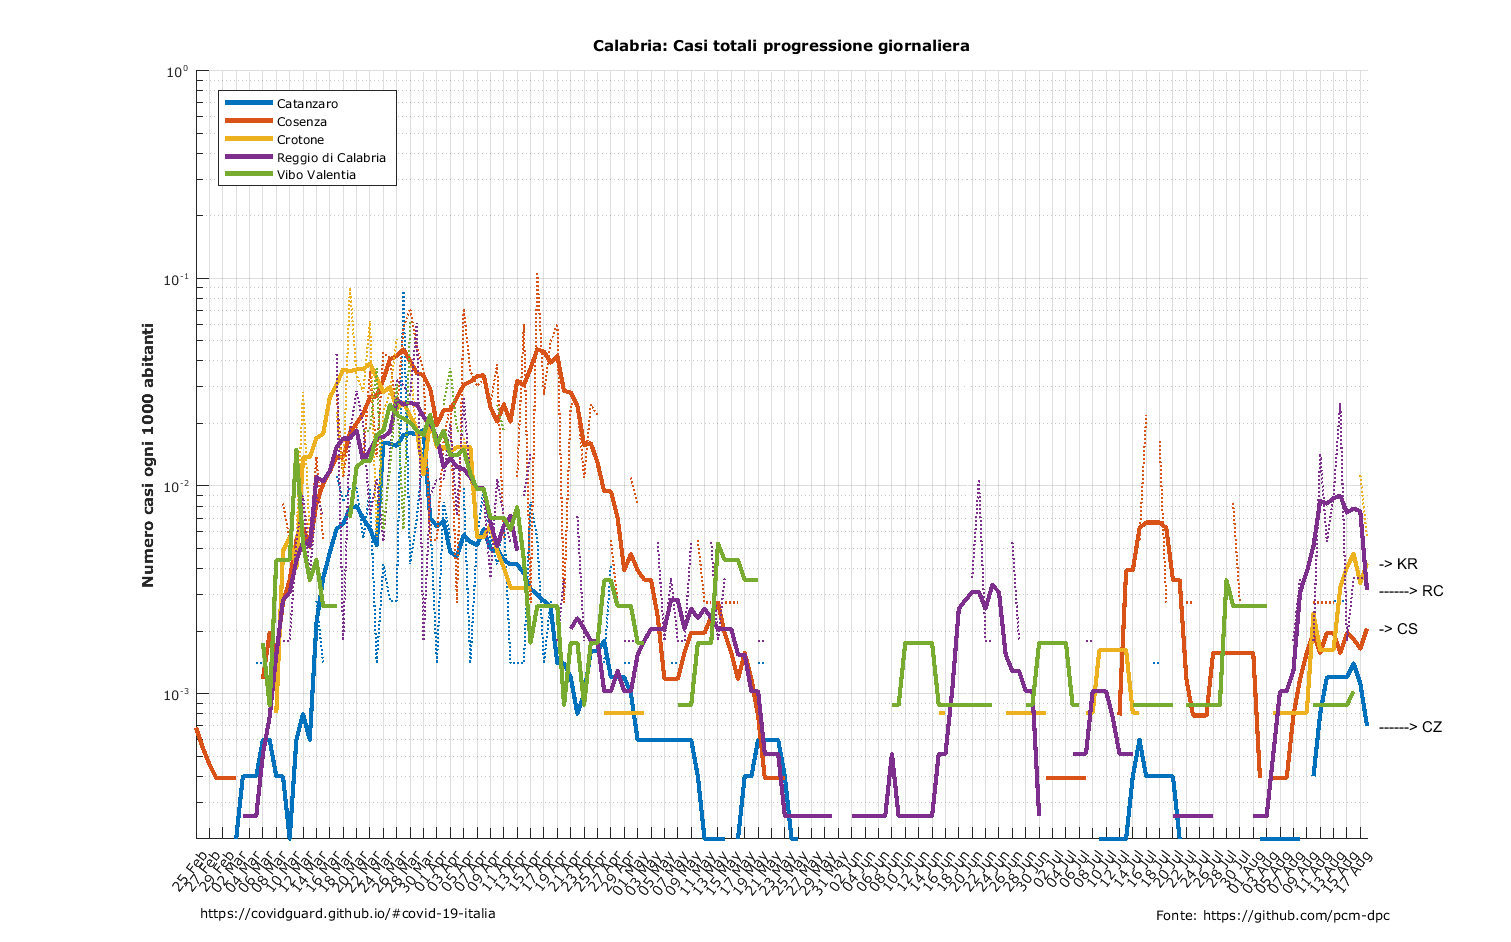 Calabria: Casi totali progressione giornaliera
10^0
10^-1
10^-2
10^-3
Numero casi ogni 1000 abitanti
Catanzaro
Cosenza
Crotone
Reggio di Calabria
Vibo Valentia
-> KR
------> RC
-> CS
------> CZ
25 Feb
27 Feb
29 Feb
02 Mar
04 Mar
06 Mar
08 Mar
10 Mar
12 Mar
14 Mar
16 Mar
18 Mar
20 Mar
22 Mar
24 Mar
26 Mar
28 Mar
30 Mar
01 Apr
03 Apr
05 Apr
07 Apr
09 Apr
11 Apr
13 Apr
15 Apr
17 Apr
19 Apr
21 Apr
23 Apr
25 Apr
27 Apr
29 Apr
01 May
03 May
05 May
07 May
09 May
11 May
13 May
15 May
17 May
19 May
21 May
23 May
25 May
27 May
29 May
31 May
02 Jun
04 Jun
06 Jun
08 Jun
10 Jun
12 Jun
14 Jun
16 Jun
18 Jun
20 Jun
22 Jun
24 Jun
26 Jun
28 Jun
30 Jun
02 Jul
04 Jul
06 Jul
08 Jul
10 Jul
12 Jul
14 Jul
16 Jul
18 Jul
20 Jul
22 Jul
24 Jul
26 Jul
28 Jul
30 Jul
01 Aug
03 Aug
05 Aug
07 Aug
09 Aug
11 Aug
13 Aug
15 Aug
17 Aug
https://covidguard.github.io/#covid-19-italia
Fonte: https://github.com/pcm-dpc